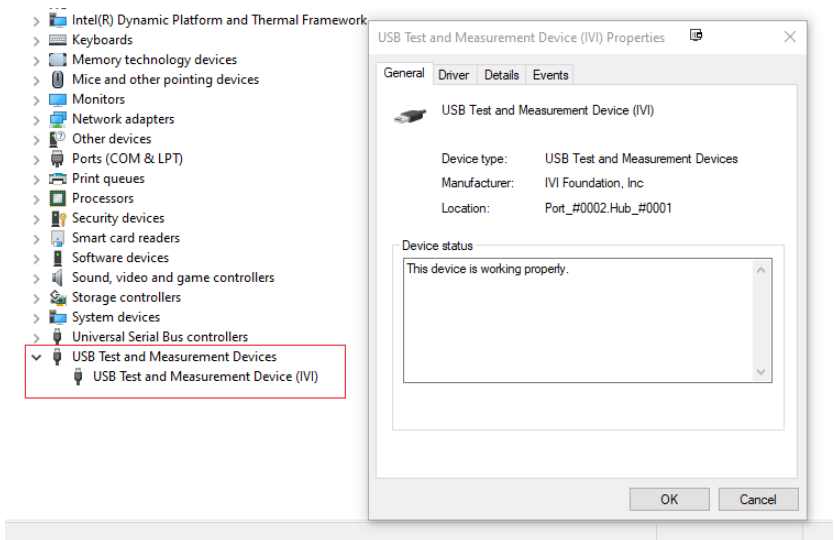 Intel(R) Dynamic Platform and Thermal Framework
Keyboards
Memory technology devices
Mice and other pointing devices
Monitors
Network adapters
Other devices
Ports (COM & LPT)
Print queues
Processors
Security devices
Smart card readers
Software devices
Sound, video and game controllers
Storage controllers
System devices
Universal Serial Bus controllers
USB Test and Measurement Devices
USB Test and Measurement Device (IVI)
USB Test and Measurement Device (IVI) Properties
General Driver Details Events
USB Test and Measurement Device (IVI)
Device type: USB Test and Measurement Devices
Manufacturer: IVI Foundation, Inc
Location: Port_#0002.Hub_#0001
Device status
This device is working properly.
OK Cancel